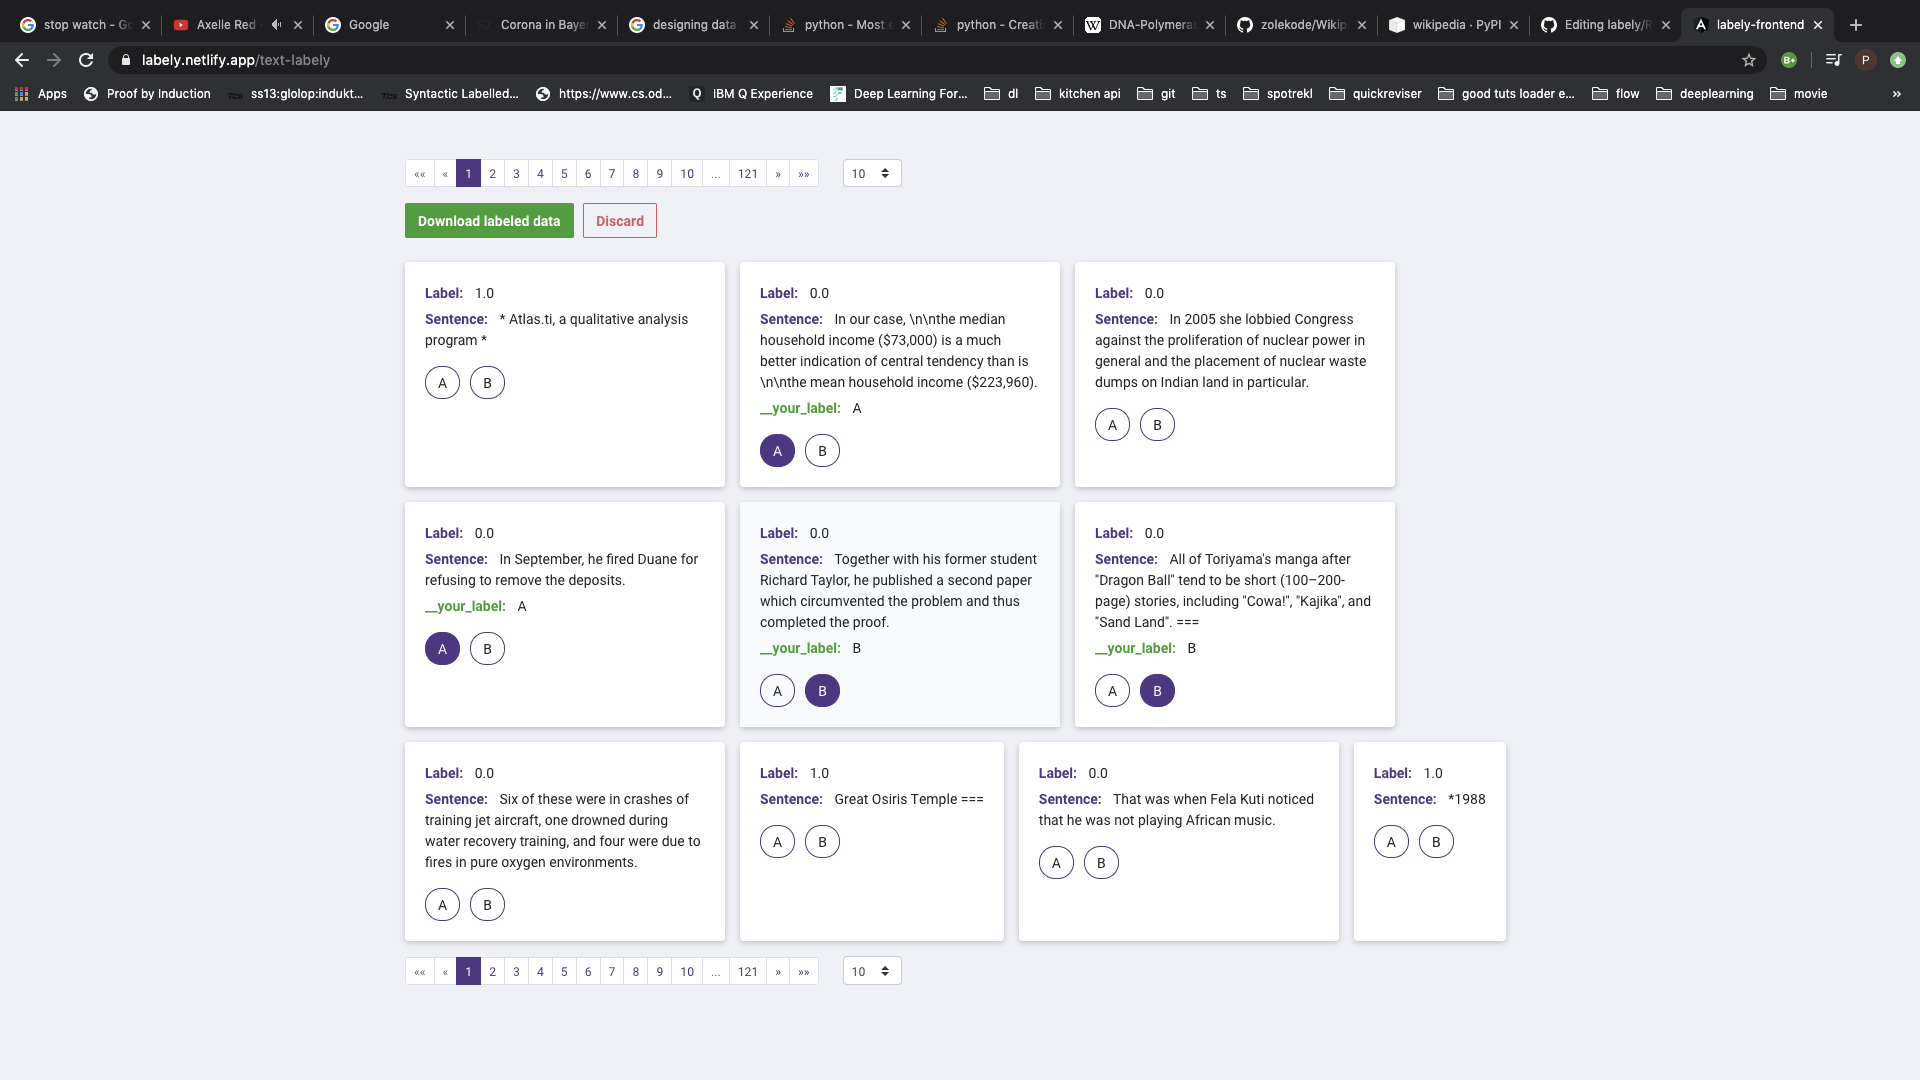 stop watch - Go
Axelle Red
Google
Corona in Baye
designing data
python - Most e
python - Creati
DNA-Polymeras
zolekode/Wikip
wikipedia · PyPI
Editing labely/R
labely-frontend
labely.netlify.app/text-labely
B+
P
Apps
Proof by Induction
ss13:glolop:indukt...
Syntactic Labelled...
https://www.cs.od...
IBM Q Experience
Deep Learning For...
dl
kitchen api
git
ts
spotrekl
quickreviser
good tuts loader e...
flow
deeplearning
movie
»
«« « 1 2 3 4 5 6 7 8 9 10 ... 121 » »» 10
Download labeled data Discard
Label: 1.0
Sentence: * Atlas.ti, a qualitative analysis
program *
A B
Label: 0.0
Sentence: In our case, \n\nthe median
household income ($73,000) is a much
better indication of central tendency than is
\n\nthe mean household income ($223,960).
__your_label: A
A B
Label: 0.0
Sentence: In 2005 she lobbied Congress
against the proliferation of nuclear power in
general and the placement of nuclear waste
dumps on Indian land in particular.
A B
Label: 0.0
Sentence: In September, he fired Duane for
refusing to remove the deposits.
__your_label: A
A B
Label: 0.0
Sentence: Together with his former student
Richard Taylor, he published a second paper
which circumvented the problem and thus
completed the proof.
__your_label: B
A B
Label: 0.0
Sentence: All of Toriyama's manga after
"Dragon Ball" tend to be short (100–200-
page) stories, including "Cowa!", "Kajika", and
"Sand Land". ===
__your_label: B
A B
Label: 0.0
Sentence: Six of these were in crashes of
training jet aircraft, one drowned during
water recovery training, and four were due to
fires in pure oxygen environments.
A B
Label: 1.0
Sentence: Great Osiris Temple ===
A B
Label: 0.0
Sentence: That was when Fela Kuti noticed
that he was not playing African music.
A B
Label: 1.0
Sentence: *1988
A B
«« « 1 2 3 4 5 6 7 8 9 10 ... 121 » »» 10